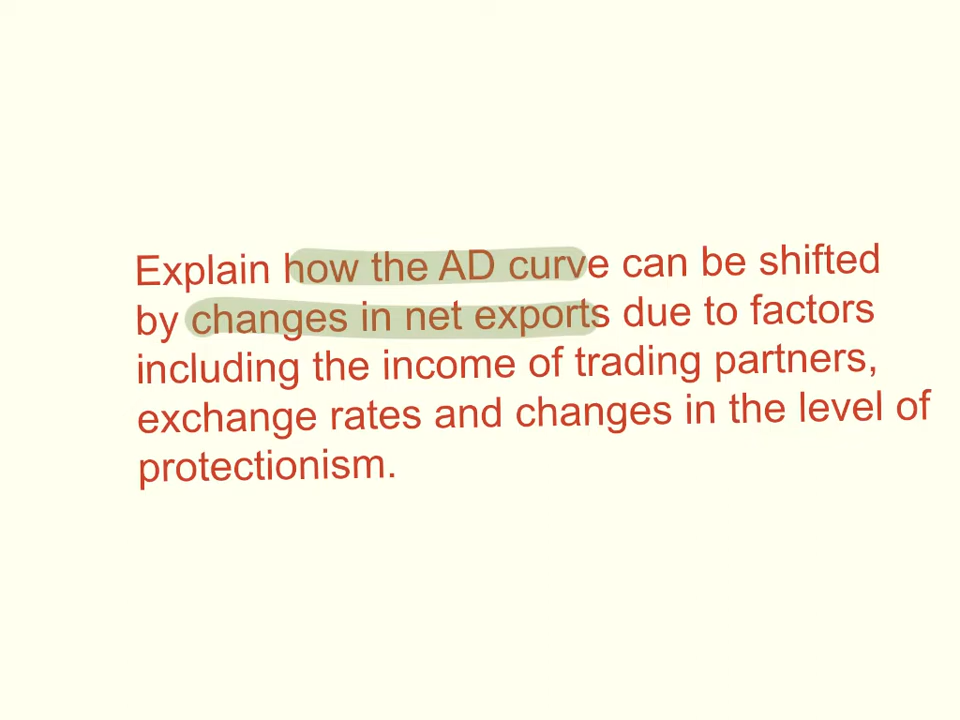 Explain how the AD curve can be shifted
by changes in net exports due to factors
including the income of trading partners,
exchange rates and changes in the level of
protectionism.